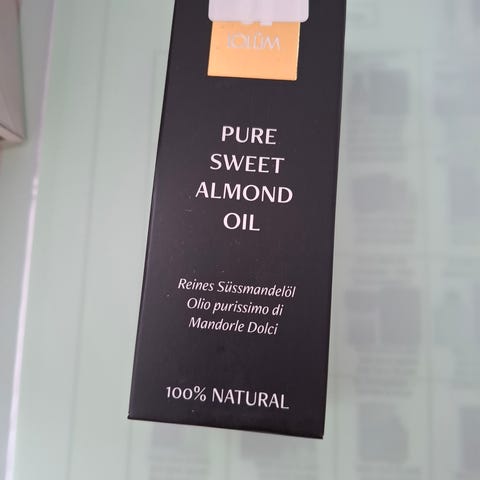 PURE
SWEET
ALMOND
OIL
Reines Süssmandelöl
Olio purissimo di
Mandorle Dolci
100% NATURAL